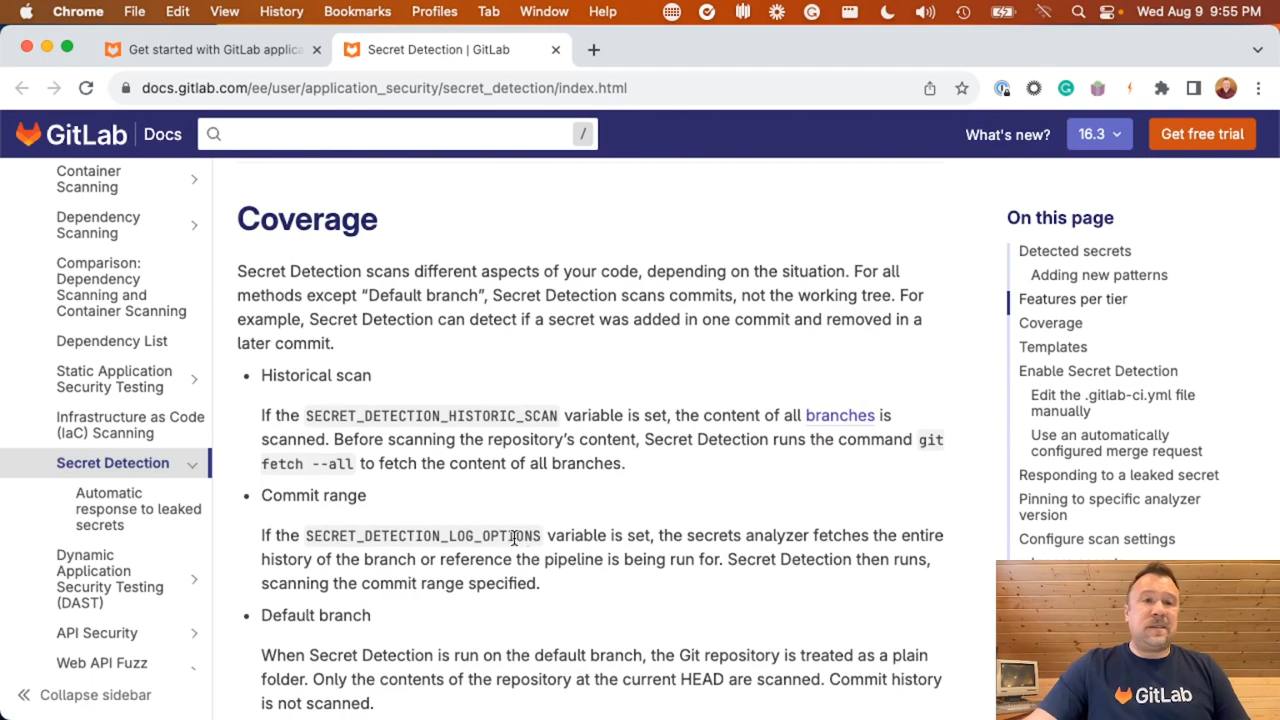 Chrome File Edit View History Bookmarks Profiles Tab Window Help Wed Aug 9 9:55 PM
Get started with GitLab applica
Secret Detection | GitLab
docs.gitlab.com/ee/user/application_security/secret_detection/index.html
GitLab Docs / What's new? 16.3 Get free trial
Container
Scanning
Dependency
Scanning
Comparison:
Dependency
Scanning and
Container Scanning
Dependency List
Static Application
Security Testing
Infrastructure as Code
(IaC) Scanning
Secret Detection
Automatic
response to leaked
secrets
Dynamic
Application
Security Testing
(DAST)
API Security
Web API Fuzz
Collapse sidebar
Coverage
Secret Detection scans different aspects of your code, depending on the situation. For all
methods except “Default branch”, Secret Detection scans commits, not the working tree. For
example, Secret Detection can detect if a secret was added in one commit and removed in a
later commit.
• Historical scan
If the SECRET_DETECTION_HISTORIC_SCAN variable is set, the content of all branches is
scanned. Before scanning the repository’s content, Secret Detection runs the command git
fetch --all to fetch the content of all branches.
• Commit range
If the SECRET_DETECTION_LOG_OPTIONS variable is set, the secrets analyzer fetches the entire
history of the branch or reference the pipeline is being run for. Secret Detection then runs,
scanning the commit range specified.
• Default branch
When Secret Detection is run on the default branch, the Git repository is treated as a plain
folder. Only the contents of the repository at the current HEAD are scanned. Commit history
is not scanned.
On this page
Detected secrets
Adding new patterns
Features per tier
Coverage
Templates
Enable Secret Detection
Edit the .gitlab-ci.yml file
manually
Use an automatically
configured merge request
Responding to a leaked secret
Pinning to specific analyzer
version
Configure scan settings
GitLab